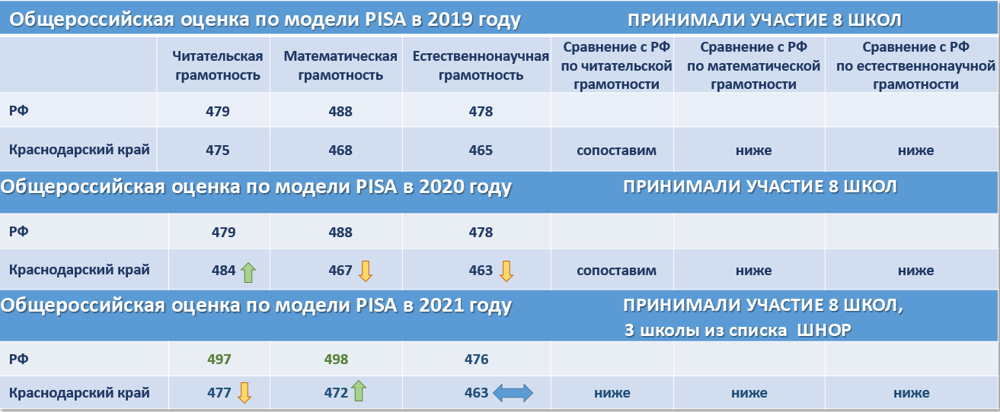 Общероссийская оценка по модели PISA в 2019 году ПРИНИМАЛИ УЧАСТИЕ 8 ШКОЛ
Читательская грамотность Математическая грамотность Естественнонаучная грамотность Сравнение с РФ по читательской грамотности Сравнение с РФ по математической грамотности Сравнение с РФ по естественнонаучной грамотности
РФ 479 488 478
Краснодарский край 475 468 465 сопоставим ниже ниже
Общероссийская оценка по модели PISA в 2020 году ПРИНИМАЛИ УЧАСТИЕ 8 ШКОЛ
РФ 479 488 478
Краснодарский край 484 467 463 сопоставим ниже ниже
Общероссийская оценка по модели PISA в 2021 году ПРИНИМАЛИ УЧАСТИЕ 8 ШКОЛ,
3 школы из списка ШНОР
РФ 497 498 476
Краснодарский край 477 472 463 ниже ниже ниже